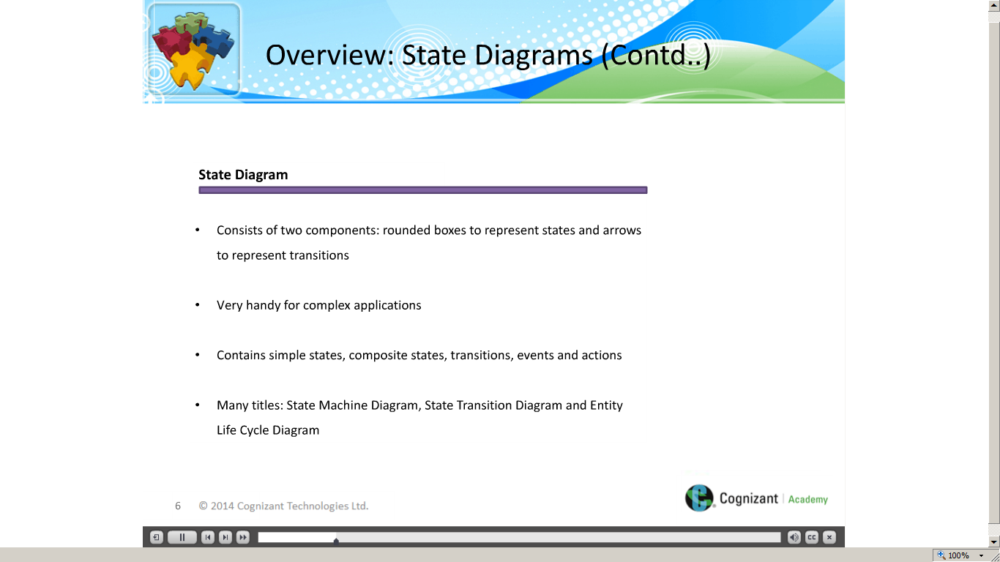 Overview: State Diagrams (Contd..)
State Diagram
• Consists of two components: rounded boxes to represent states and arrows
to represent transitions
• Very handy for complex applications
• Contains simple states, composite states, transitions, events and actions
• Many titles: State Machine Diagram, State Transition Diagram and Entity
Life Cycle Diagram
6 © 2014 Cognizant Technologies Ltd.
Cognizant | Academy
CC
100%